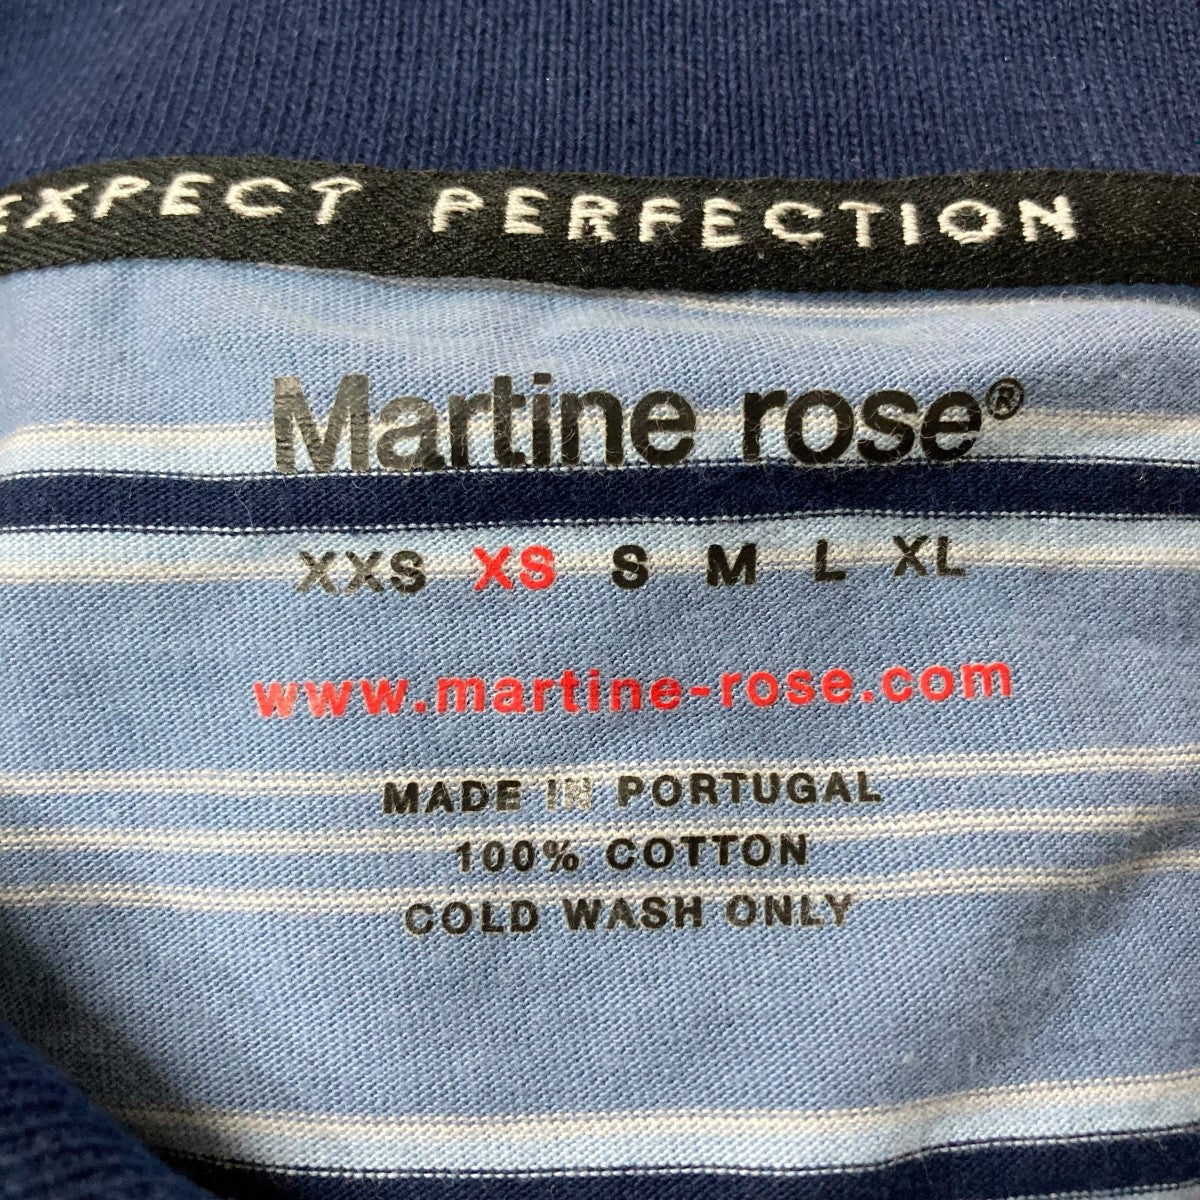 EXPECT PERFECTION
Martine rose®
XXS XS S M L XL
www.martine-rose.com
MADE IN PORTUGAL
100% COTTON
COLD WASH ONLY